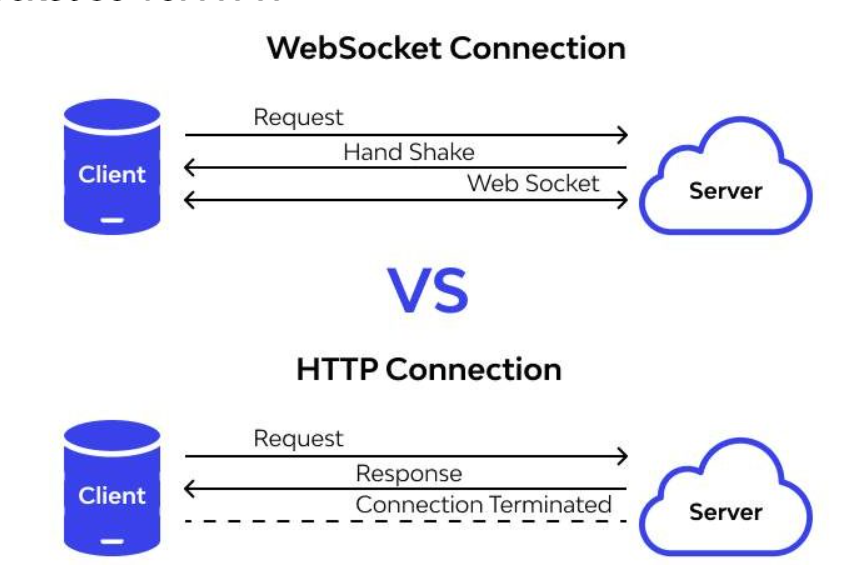 WebSocket Connection
Request
Hand Shake
Client
Web Socket
Server
VS
HTTP Connection
Request
Response
Client
Connection Terminated
Server